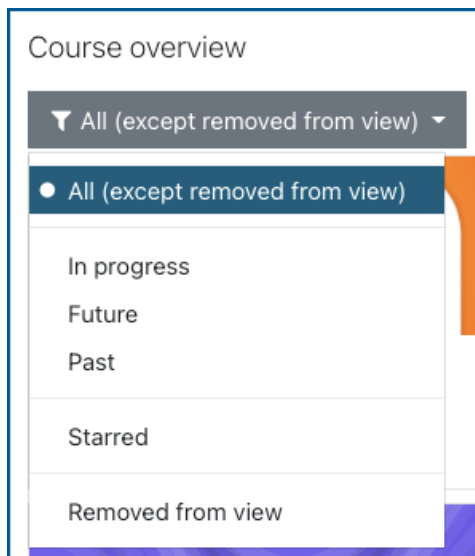 Course overview
All (except removed from view)
All (except removed from view)
In progress
Future
Past
Starred
Removed from view